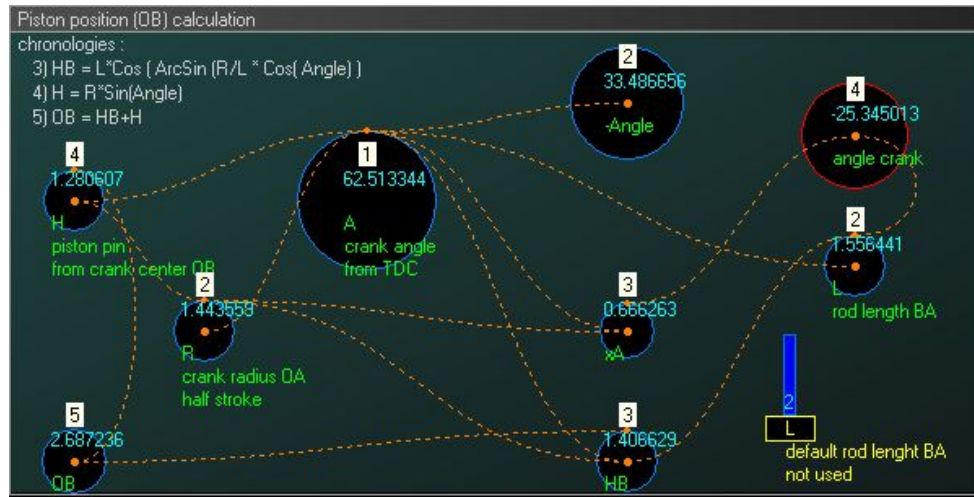 Piston position (OB) calculation
chronologies :
3) HB = L*Cos ( ArcSin (R/L * Cos( Angle) )
4) H = R*Sin(Angle)
5) OB = HB+H
2
33.486656
-Angle
4
-25.345013
angle crank
4
1.280607
H
piston pin
from crank center OB
1
62.513344
A
crank angle
from TDC
2
1.556441
L
rod length BA
2
1.443559
R
crank radius OA
half stroke
3
0.666263
xA
2
L
default rod lenght BA
not used
5
2.687236
OB
3
1.406629
HB